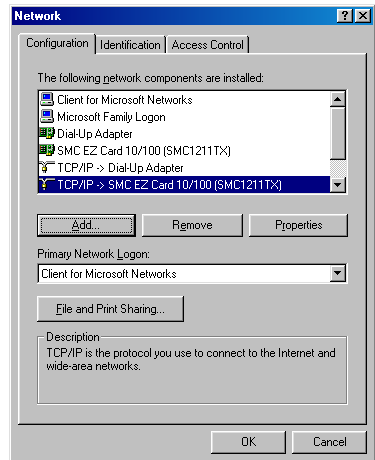 Network
Configuration Identification Access Control
The following network components are installed:
Client for Microsoft Networks
Microsoft Family Logon
Dial-Up Adapter
SMC EZ Card 10/100 (SMC1211TX)
TCP/IP -> Dial-Up Adapter
TCP/IP -> SMC EZ Card 10/100 (SMC1211TX)
Add... Remove Properties
Primary Network Logon:
Client for Microsoft Networks
File and Print Sharing...
Description
TCP/IP is the protocol you use to connect to the Internet and
wide-area networks.
OK Cancel